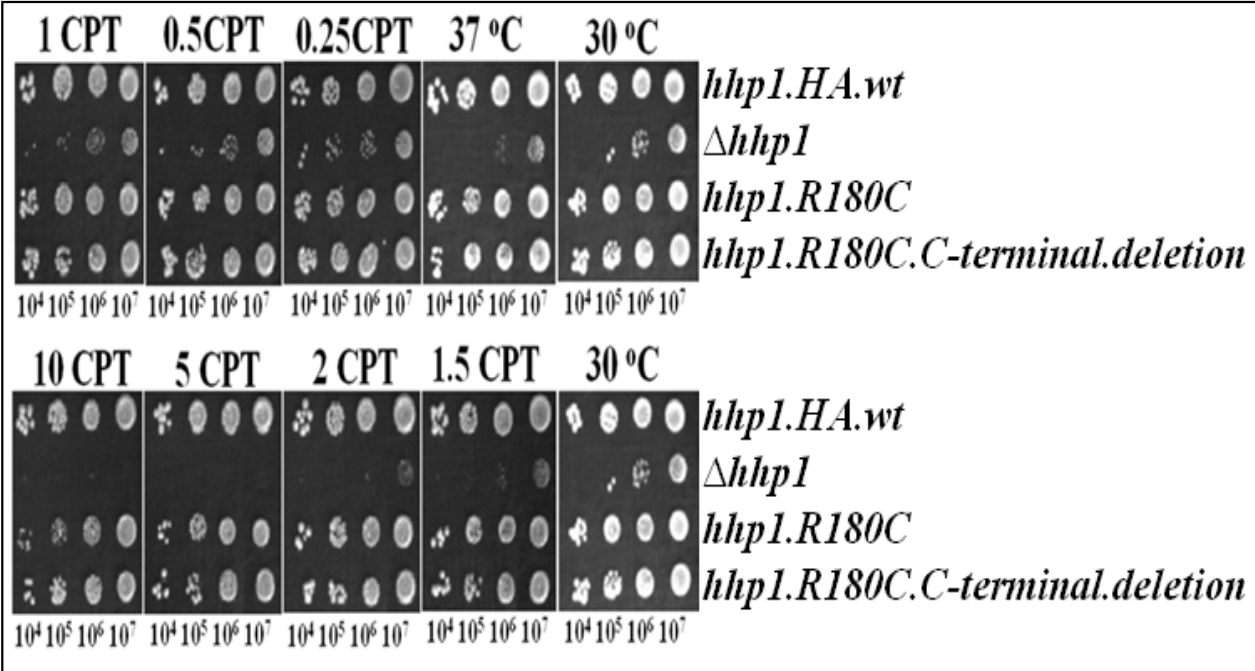 1 CPT 0.5CPT 0.25CPT 37 ⁰C 30 ⁰C
hhp1.HA.wt
Δhhp1
hhp1.R180C
hhp1.R180C.C-terminal.deletion
10⁴ 10⁵ 10⁶ 10⁷ 10⁴ 10⁵ 10⁶ 10⁷ 10⁴ 10⁵ 10⁶ 10⁷ 10⁴ 10⁵ 10⁶ 10⁷ 10⁴ 10⁵ 10⁶ 10⁷
10 CPT 5 CPT 2 CPT 1.5 CPT 30 ⁰C
hhp1.HA.wt
Δhhp1
hhp1.R180C
hhp1.R180C.C-terminal.deletion
10⁴ 10⁵ 10⁶ 10⁷ 10⁴ 10⁵ 10⁶ 10⁷ 10⁴ 10⁵ 10⁶ 10⁷ 10⁴ 10⁵ 10⁶ 10⁷ 10⁴ 10⁵ 10⁶ 10⁷